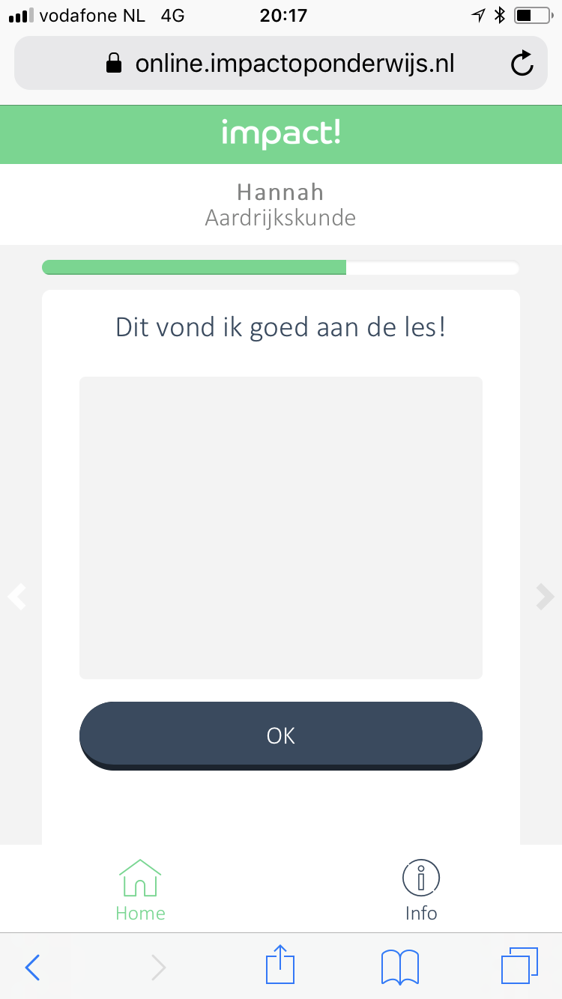 vodafone NL 4G 20:17
online.impactoponderwijs.nl
impact!
Hannah
Aardrijkskunde
Dit vond ik goed aan de les!
OK
Home Info